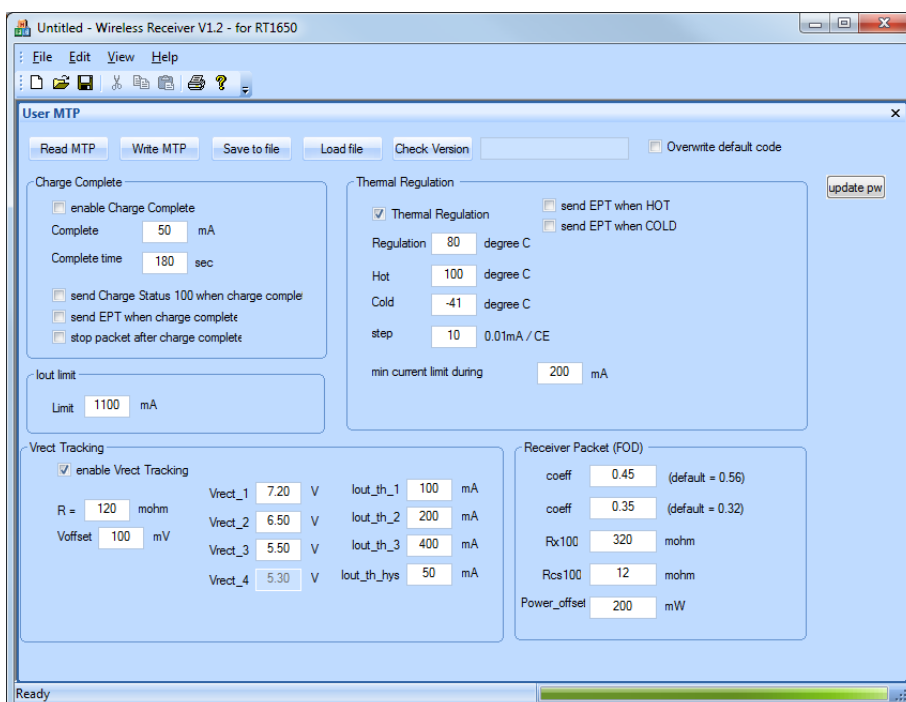 Untitled - Wireless Receiver V1.2 - for RT1650
File Edit View Help
User MTP
Read MTP Write MTP Save to file Load file Check Version Overwrite default code
update pw
Charge Complete
enable Charge Complete
Complete 50 mA
Complete time 180 sec
send Charge Status 100 when charge comple
send EPT when charge complete
stop packet after charge complete
Iout limit
Limit 1100 mA
Thermal Regulation
Thermal Regulation
send EPT when HOT
send EPT when COLD
Regulation 80 degree C
Hot 100 degree C
Cold -41 degree C
step 10 0.01mA / CE
min current limit during 200 mA
Vrect Tracking
enable Vrect Tracking
R = 120 mohm
Voffset 100 mV
Vrect_1 7.20 V
Vrect_2 6.50 V
Vrect_3 5.50 V
Vrect_4 5.30 V
Iout_th_1 100 mA
Iout_th_2 200 mA
Iout_th_3 400 mA
Iout_th_hys 50 mA
Receiver Packet (FOD)
coeff 0.45 (default = 0.56)
coeff 0.35 (default = 0.32)
Rx100 320 mohm
Rcs100 12 mohm
Power_offset 200 mW
Ready